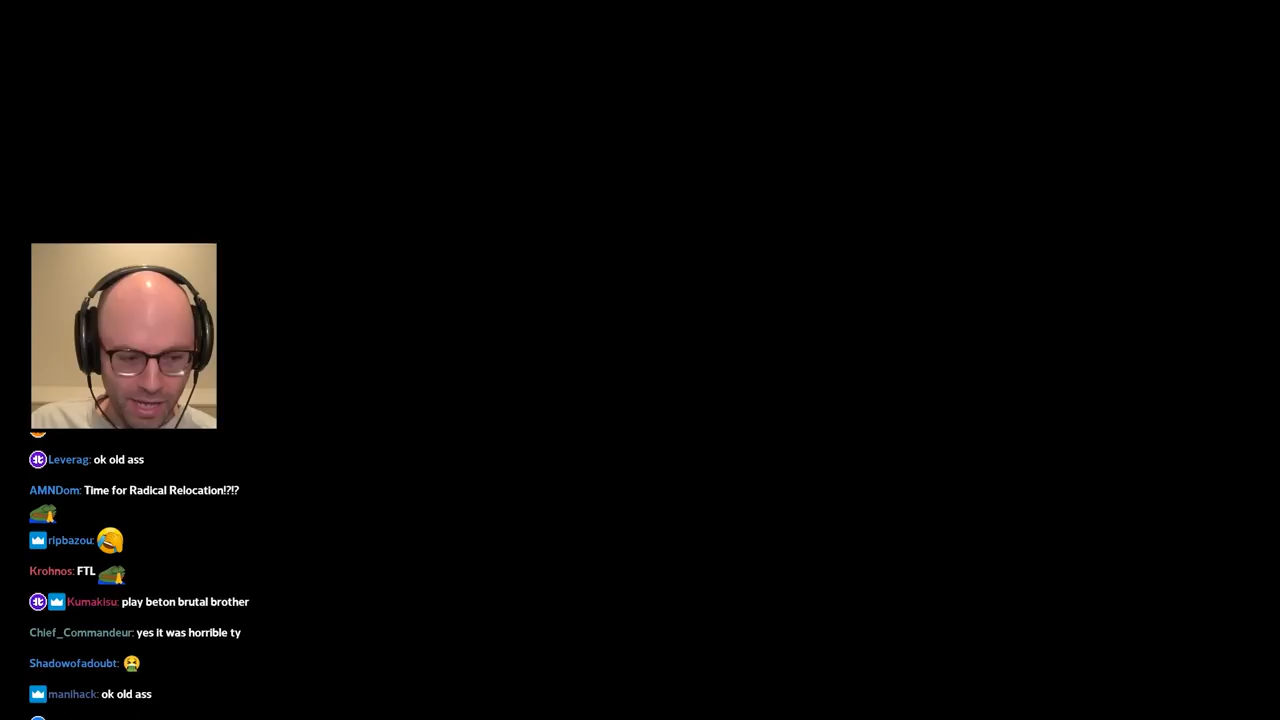 Leverag: ok old ass
AMNDom: Time for Radical Relocation!?!?
ripbazou:
Krohnos: FTL
Kumakisu: play beton brutal brother
Chief_Commandeur: yes it was horrible ty
Shadowofadoubt:
manihack: ok old ass